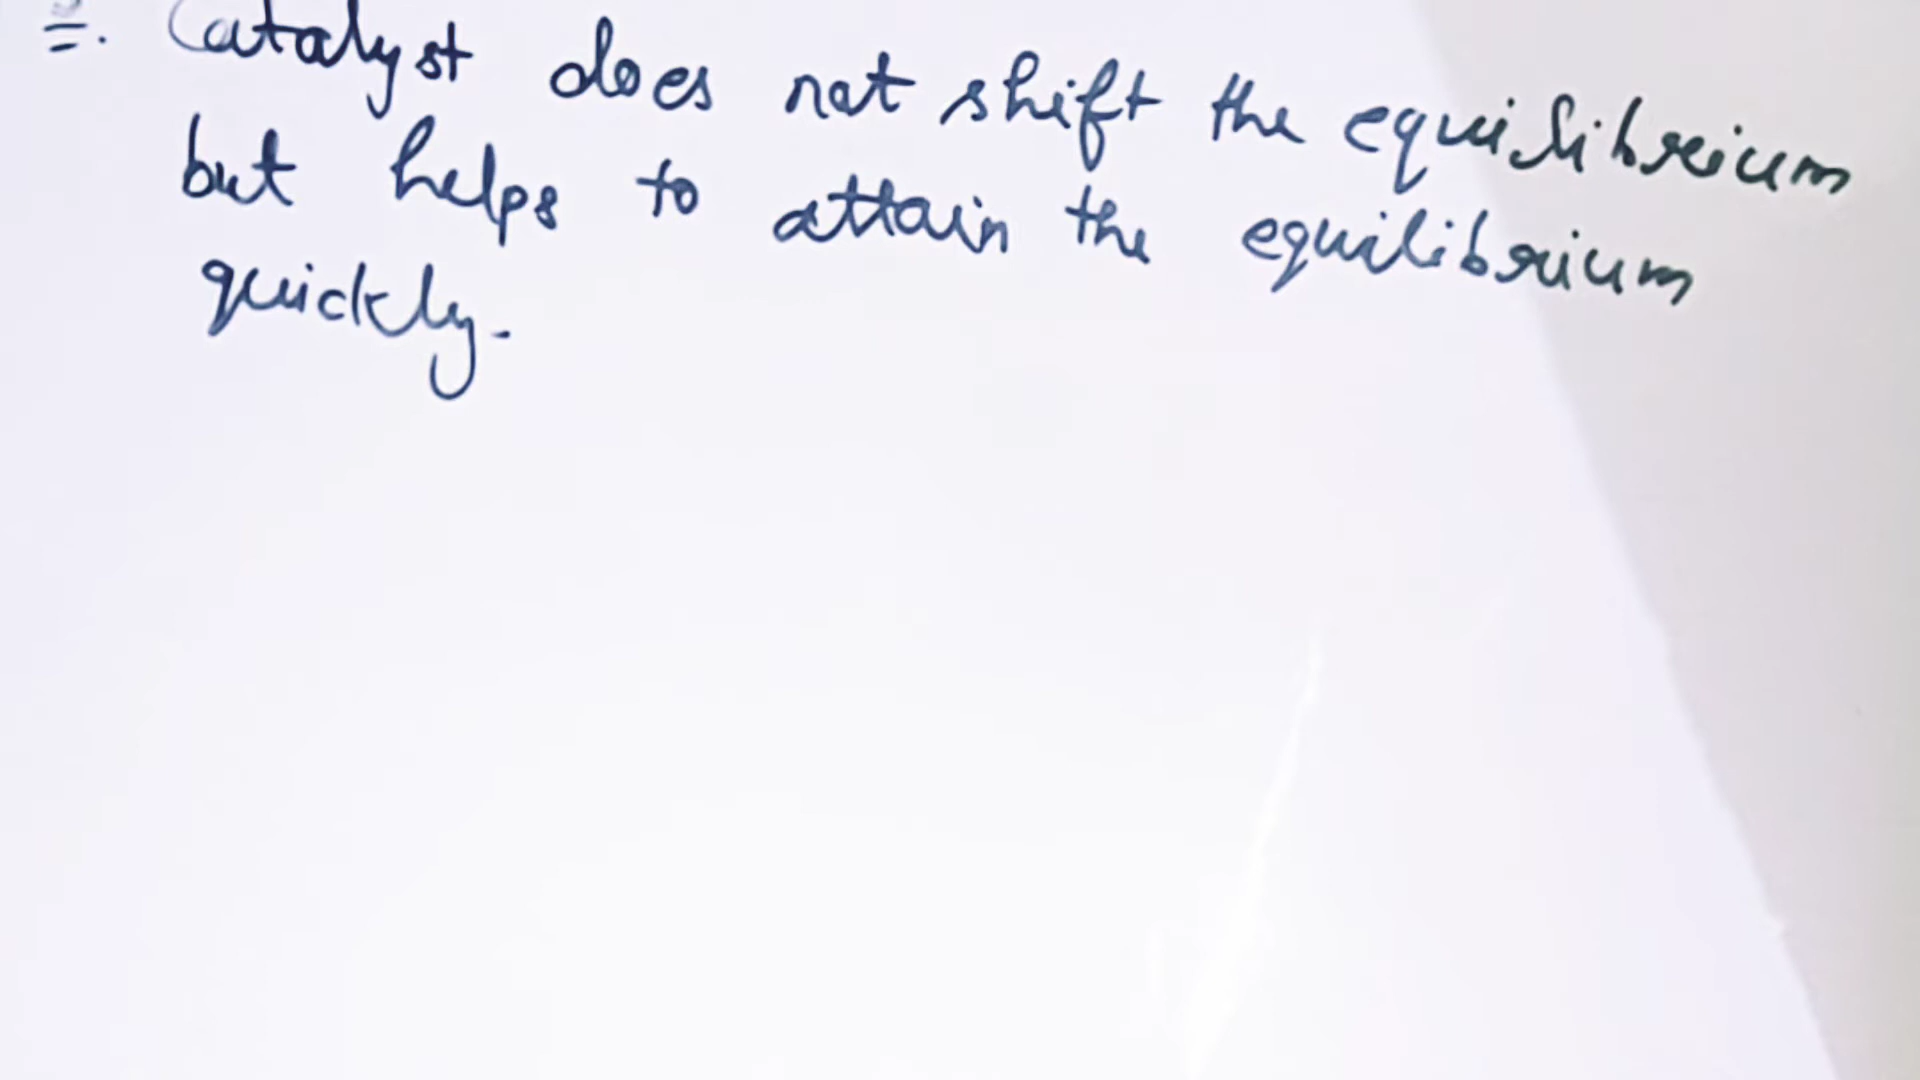 Catalyst does not shift the equilibrium
but helps to attain the equilibrium
quickly.